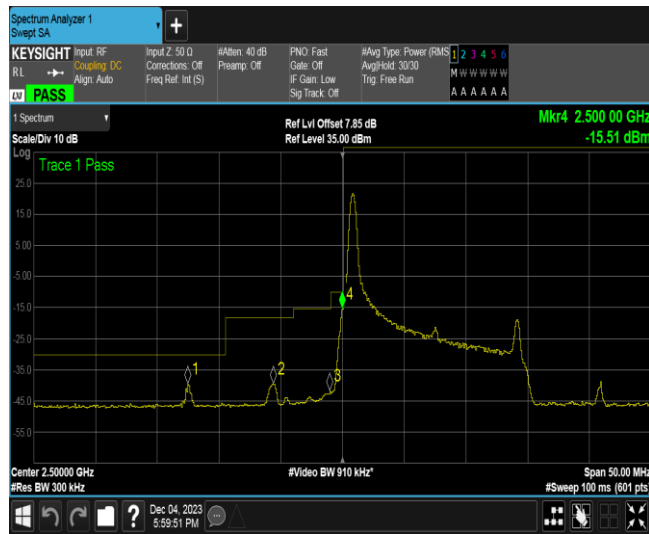 Spectrum Analyzer 1
Swept SA
+
KEYSIGHT
RL
LXI PASS
Input: RF
Coupling: DC
Align: Auto
Input Z: 50 Ω
Corrections: Off
Freq Ref: Int (S)
#Atten: 40 dB
Preamp: Off
PNO: Fast
Gate: Off
IF Gain: Low
Sig Track: Off
#Avg Type: Power (RMS
Avg|Hold: 30/30
Trig: Free Run
1 2 3 4 5 6
M W W W W W
A A A A A A
1 Spectrum
Scale/Div 10 dB
Ref Lvl Offset 7.85 dB
Ref Level 35.00 dBm
Mkr4 2.500 00 GHz
-15.51 dBm
Log
Trace 1 Pass
25.0
15.0
5.00
-5.00
-15.0
-25.0
-35.0
-45.0
-55.0
1
2
3
4
Center 2.50000 GHz
#Res BW 300 kHz
#Video BW 910 kHz*
Span 50.00 MHz
#Sweep 100 ms (601 pts
?
Dec 04, 2023
5:59:51 PM